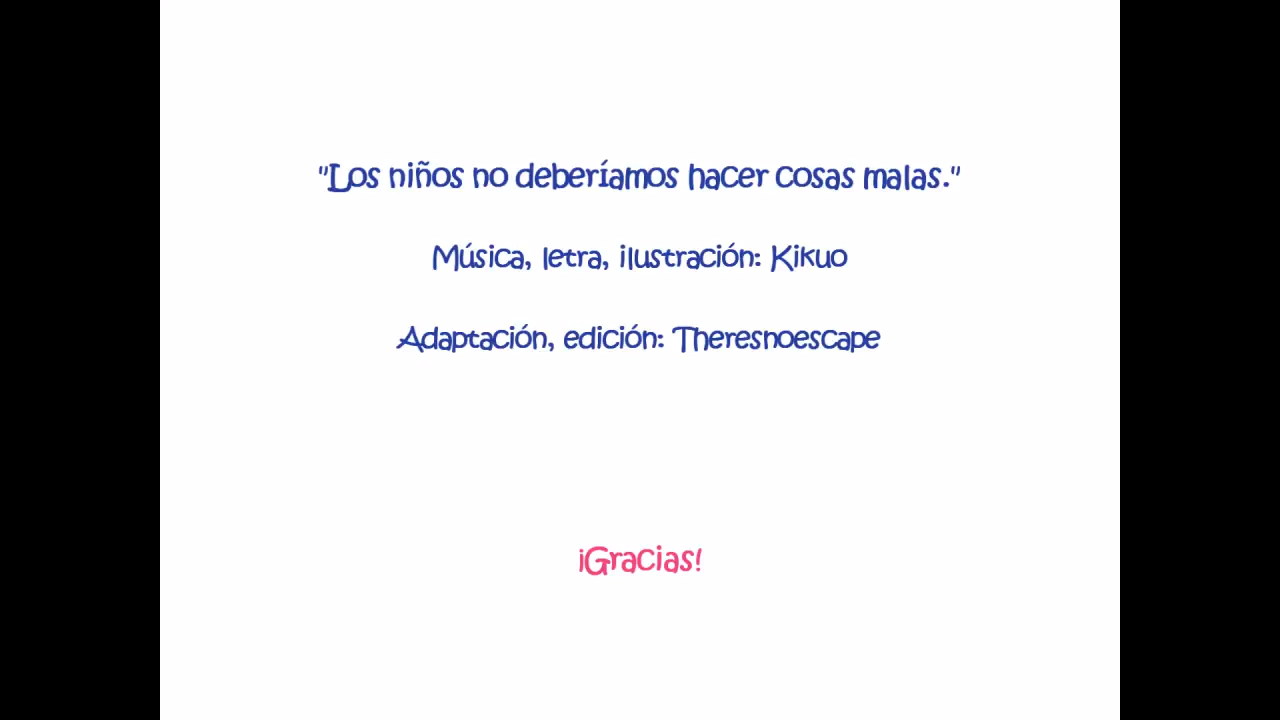 "Los niños no deberíamos hacer cosas malas."
Música, letra, ilustración: Kikuo
Adaptación, edición: Theresnoescape
¡Gracias!